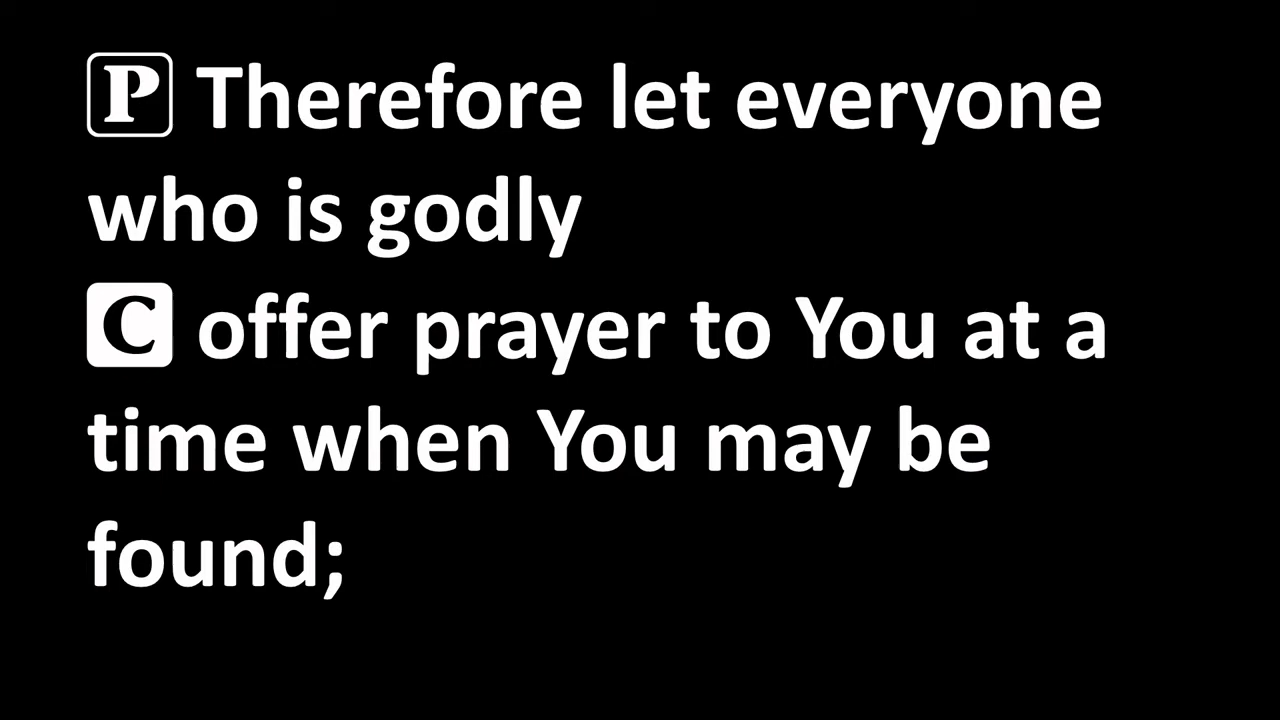 P Therefore let everyone
who is godly
C offer prayer to You at a
time when You may be
found;